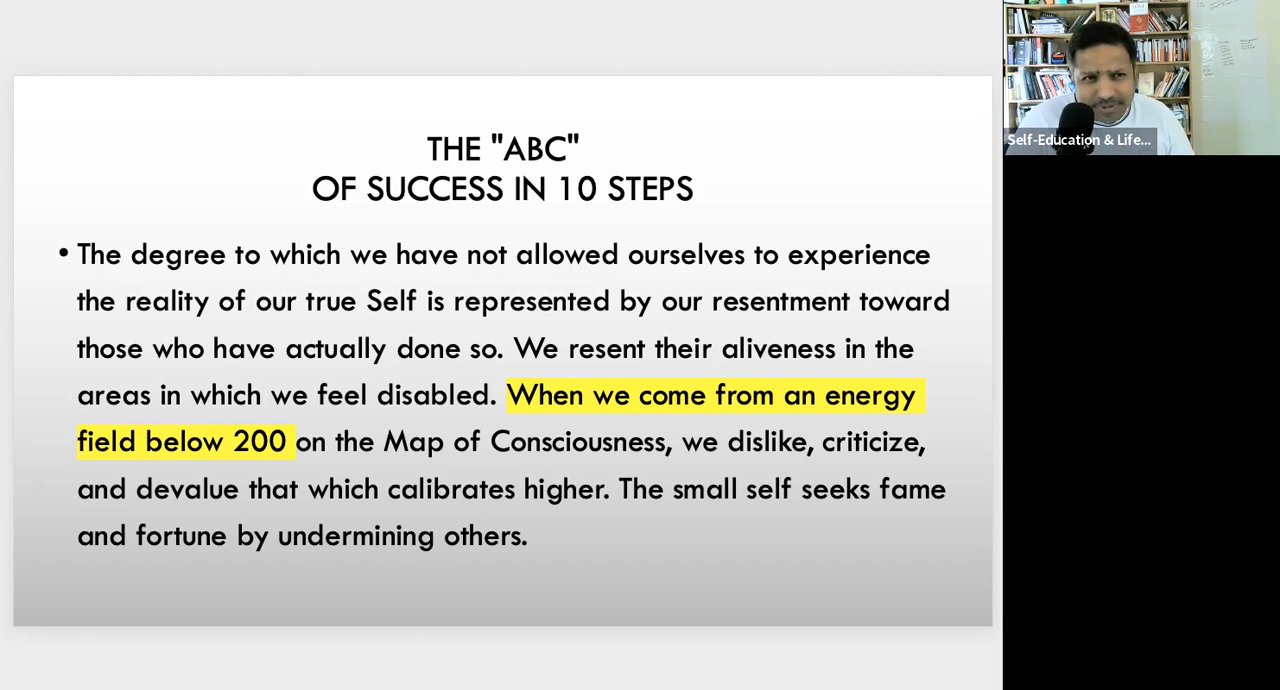 THE "ABC"
OF SUCCESS IN 10 STEPS
• The degree to which we have not allowed ourselves to experience
the reality of our true Self is represented by our resentment toward
those who have actually done so. We resent their aliveness in the
areas in which we feel disabled. When we come from an energy
field below 200 on the Map of Consciousness, we dislike, criticize,
and devalue that which calibrates higher. The small self seeks fame
and fortune by undermining others.
Self-Education & Life...